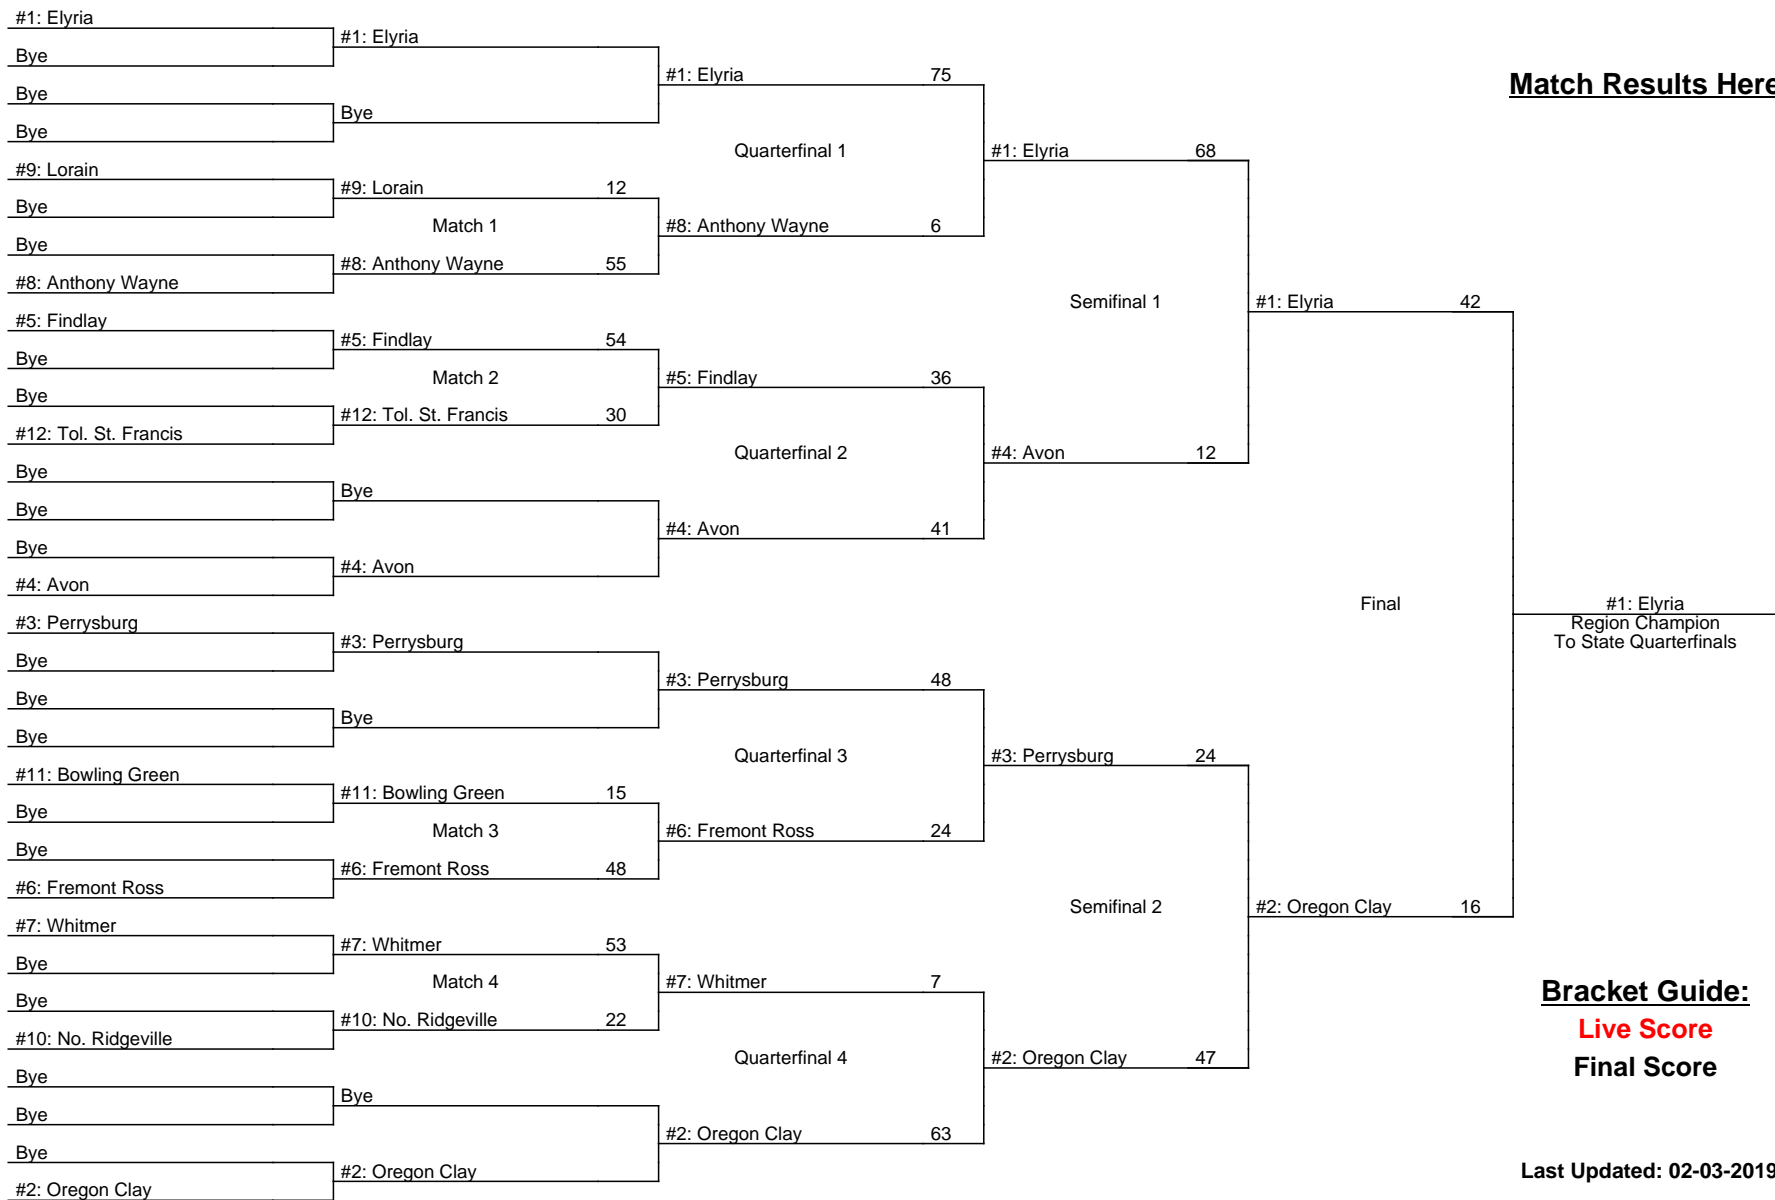 #1: Elyria
Bye
Bye
Bye
#9: Lorain
Bye
Bye
#8: Anthony Wayne
#5: Findlay
Bye
Bye
#12: Tol. St. Francis
Bye
Bye
Bye
#4: Avon
#3: Perrysburg
Bye
Bye
Bye
#11: Bowling Green
Bye
Bye
#6: Fremont Ross
#7: Whitmer
Bye
Bye
#10: No. Ridgeville
Bye
Bye
Bye
#2: Oregon Clay
#1: Elyria
Bye
#9: Lorain 12
Match 1
#8: Anthony Wayne 55
#5: Findlay 54
Match 2
#12: Tol. St. Francis 30
Bye
#4: Avon
#3: Perrysburg
Bye
#11: Bowling Green 15
Match 3
#6: Fremont Ross 48
#7: Whitmer 53
Match 4
#10: No. Ridgeville 22
Bye
#2: Oregon Clay
#1: Elyria 75
Quarterfinal 1
#8: Anthony Wayne 6
#5: Findlay 36
Quarterfinal 2
#4: Avon 41
#3: Perrysburg 48
Quarterfinal 3
#6: Fremont Ross 24
#7: Whitmer 7
Quarterfinal 4
#2: Oregon Clay 63
#1: Elyria 68
Semifinal 1
#4: Avon 12
#3: Perrysburg 24
Semifinal 2
#2: Oregon Clay 47
#1: Elyria 42
Final
#2: Oregon Clay 16
#1: Elyria
Region Champion
To State Quarterfinals
Match Results Here
Bracket Guide:
Live Score
Final Score
Last Updated: 02-03-2019